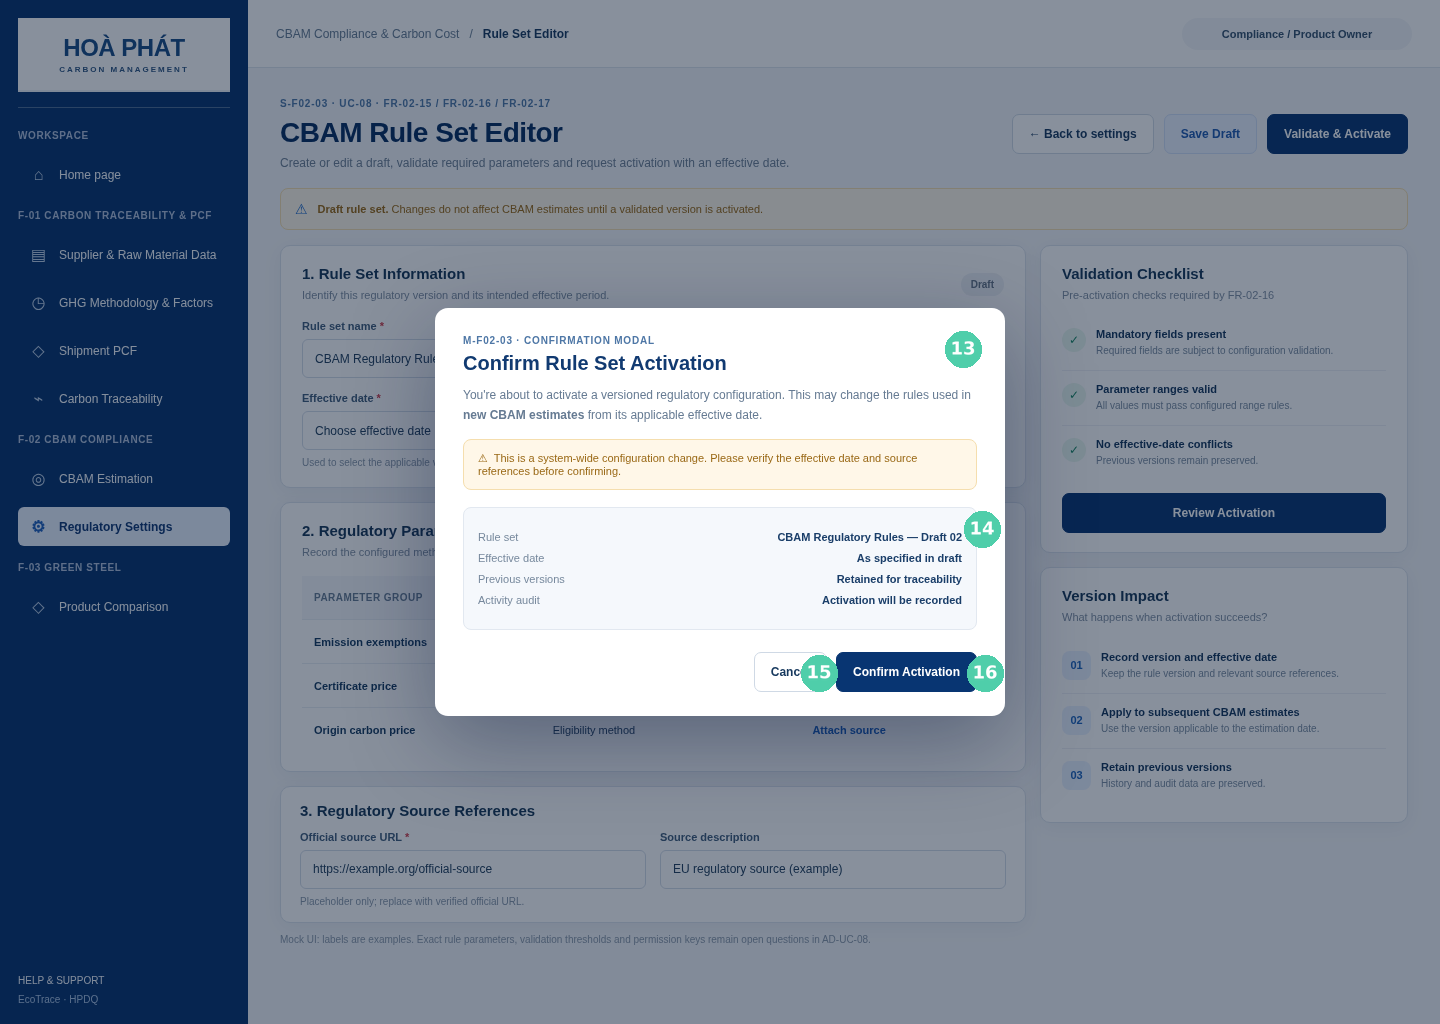 HOÀ PHÁT
CARBON MANAGEMENT
WORKSPACE
Home page
F-01 CARBON TRACEABILITY & PCF
Supplier & Raw Material Data
GHG Methodology & Factors
Shipment PCF
Carbon Traceability
F-02 CBAM COMPLIANCE
CBAM Estimation
Regulatory Settings
F-03 GREEN STEEL
Product Comparison
HELP & SUPPORT
EcoTrace · HPDQ
CBAM Compliance & Carbon Cost / Rule Set Editor
Compliance / Product Owner
S-F02-03 · UC-08 · FR-02-15 / FR-02-16 / FR-02-17
CBAM Rule Set Editor
Create or edit a draft, validate required parameters and request activation with an effective date.
← Back to settings
Save Draft
Validate & Activate
⚠ Draft rule set. Changes do not affect CBAM estimates until a validated version is activated.
1. Rule Set Information
Identify this regulatory version and its intended effective period.
Draft
Rule set name *
CBAM Regulatory Rule
Effective date *
Choose effective date
Used to select the applicable
2. Regulatory Para
Record the configured meth
PARAMETER GROUP
Emission exemptions
Certificate price
Origin carbon price Eligibility method Attach source
3. Regulatory Source References
Official source URL * Source description
https://example.org/official-source EU regulatory source (example)
Placeholder only; replace with verified official URL.
Mock UI: labels are examples. Exact rule parameters, validation thresholds and permission keys remain open questions in AD-UC-08.
M-F02-03 · CONFIRMATION MODAL
13
Confirm Rule Set Activation
You're about to activate a versioned regulatory configuration. This may change the rules used in
new CBAM estimates from its applicable effective date.
⚠ This is a system-wide configuration change. Please verify the effective date and source
references before confirming.
14
Rule set CBAM Regulatory Rules — Draft 02
Effective date As specified in draft
Previous versions Retained for traceability
Activity audit Activation will be recorded
Canc 15 Confirm Activation 16
Validation Checklist
Pre-activation checks required by FR-02-16
✓ Mandatory fields present
Required fields are subject to configuration validation.
✓ Parameter ranges valid
All values must pass configured range rules.
✓ No effective-date conflicts
Previous versions remain preserved.
Review Activation
Version Impact
What happens when activation succeeds?
01 Record version and effective date
Keep the rule version and relevant source references.
02 Apply to subsequent CBAM estimates
Use the version applicable to the estimation date.
03 Retain previous versions
History and audit data are preserved.